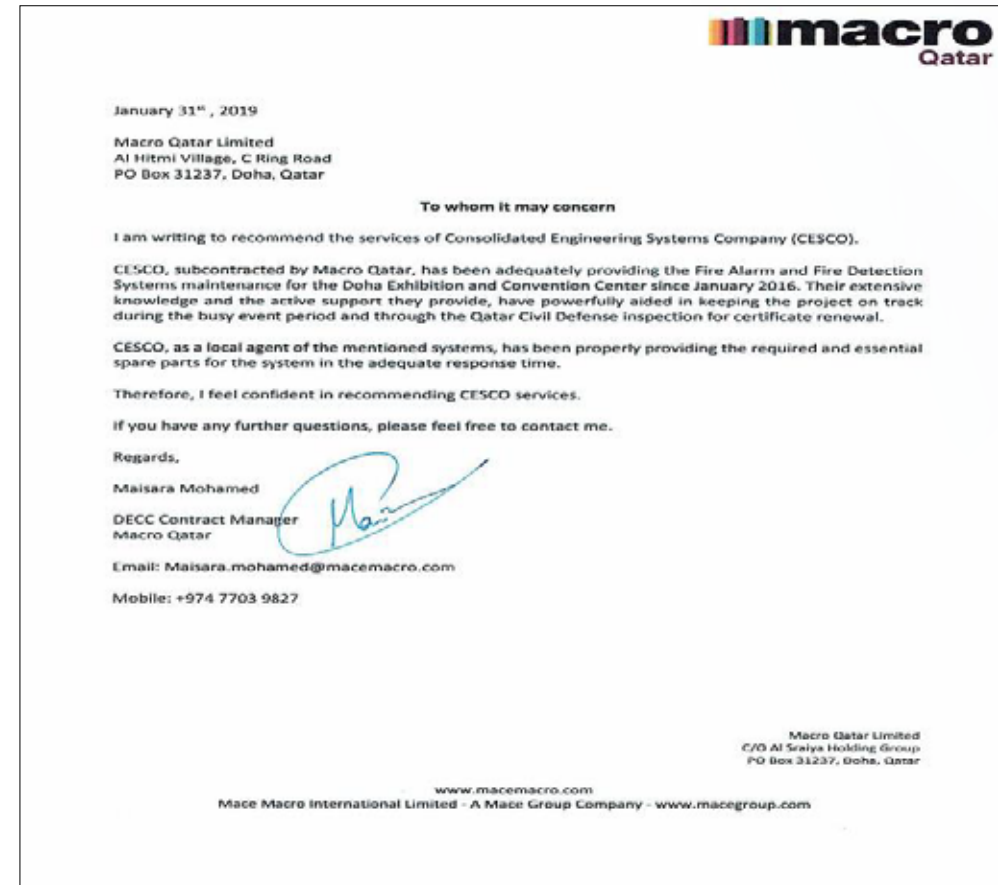 macro
Qatar
January 31st , 2019
Macro Qatar Limited
Al Hitmi Village, C Ring Road
PO Box 31237, Doha, Qatar
To whom it may concern
I am writing to recommend the services of Consolidated Engineering Systems Company (CESCO).
CESCO, subcontracted by Macro Qatar, has been adequately providing the Fire Alarm and Fire Detection
Systems maintenance for the Doha Exhibition and Convention Center since January 2016. Their extensive
knowledge and the active support they provide, have powerfully aided in keeping the project on track
during the busy event period and through the Qatar Civil Defense inspection for certificate renewal.
CESCO, as a local agent of the mentioned systems, has been properly providing the required and essential
spare parts for the system in the adequate response time.
Therefore, I feel confident in recommending CESCO services.
If you have any further questions, please feel free to contact me.
Regards,
Maisara Mohamed
DECC Contract Manager
Macro Qatar
Email: Maisara.mohamed@macemacro.com
Mobile: +974 7703 9827
Macro Qatar Limited
C/O Al Sraiya Holding Group
PO Box 31237, Doha, Qatar
www.macemacro.com
Mace Macro International Limited - A Mace Group Company - www.macegroup.com